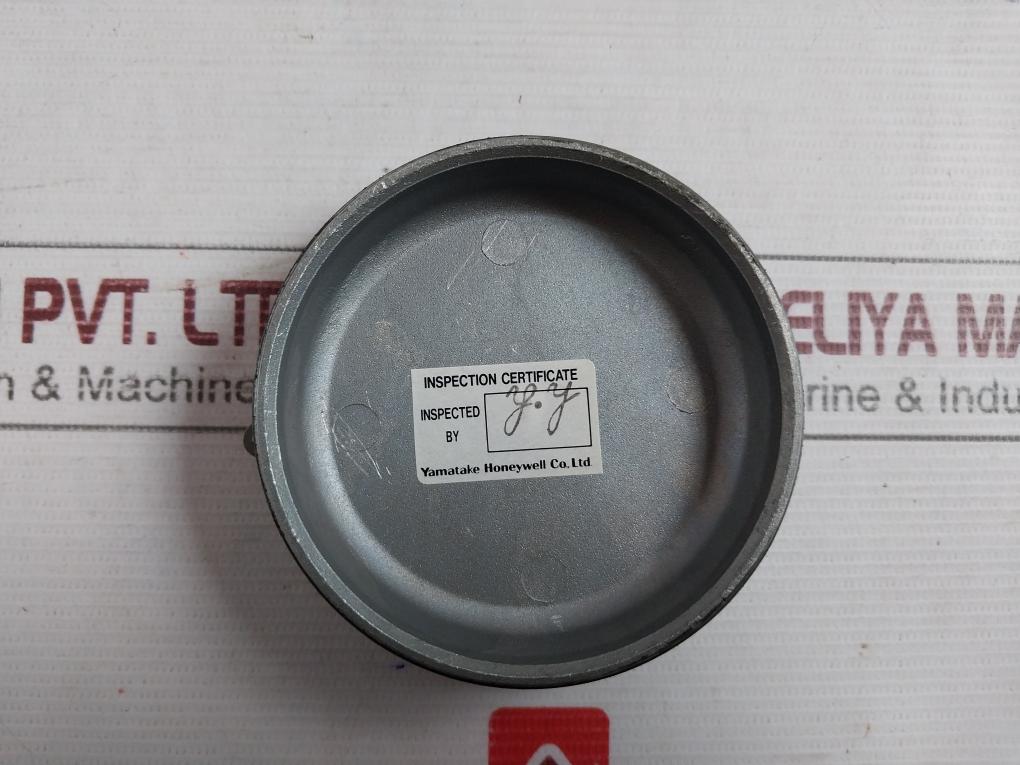 PVT. LT
ELIYA MA
& Machine
rine & Indu
INSPECTION CERTIFICATE
INSPECTED
BY
y.y
Yamatake Honeywell Co., Ltd.